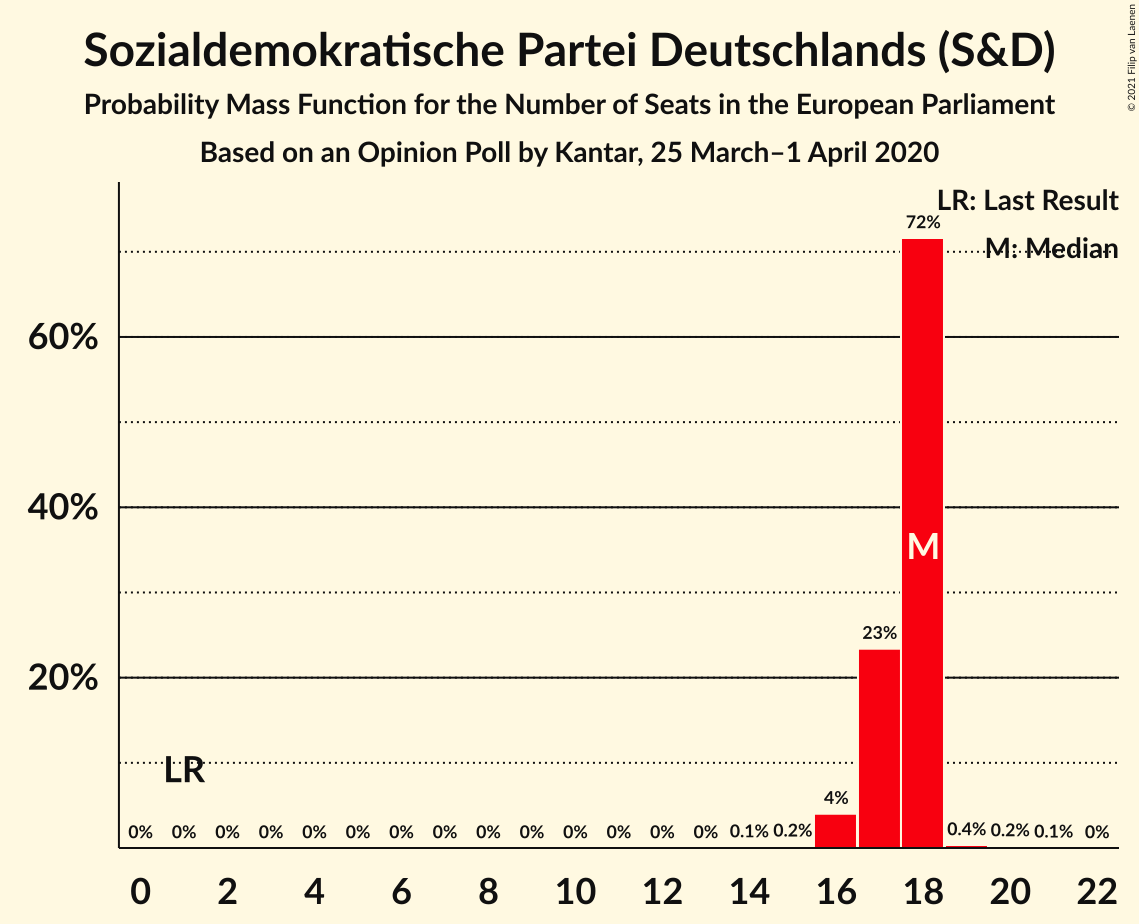 Sozialdemokratische Partei Deutschlands (S&D)
Probability Mass Function for the Number of Seats in the European Parliament
Based on an Opinion Poll by Kantar, 25 March–1 April 2020
© 2021 Filip van Laenen
LR: Last Result
M: Median
72%
60%
40%
M
23%
20%
LR
4%
0% 0% 0% 0% 0% 0% 0% 0% 0% 0% 0% 0% 0% 0% 0.1% 0.2% 0.4% 0.2% 0.1% 0%
0 2 4 6 8 10 12 14 16 18 20 22